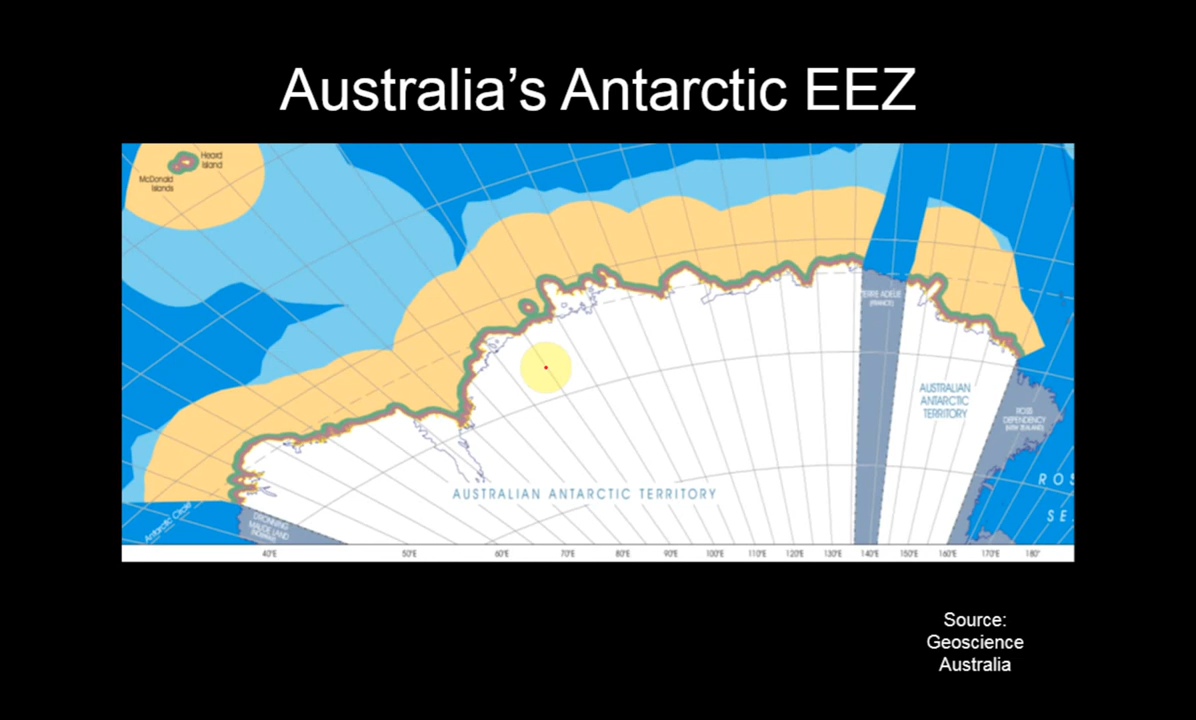 Australia’s Antarctic EEZ
Heard
Island
McDonald
Islands
TERRE ADELIE
(FRANCE)
AUSTRALIAN
ANTARCTIC
TERRITORY
ROSS
DEPENDENCY
(NEW ZEALAND)
ROS
SE
AUSTRALIAN ANTARCTIC TERRITORY
Antarctic Circle
DRONNING
MAUDE LAND
(NORWAY)
40°E 50°E 60°E 70°E 80°E 90°E 100°E 110°E 120°E 130°E 140°E 150°E 160°E 170°E 180°
Source:
Geoscience
Australia